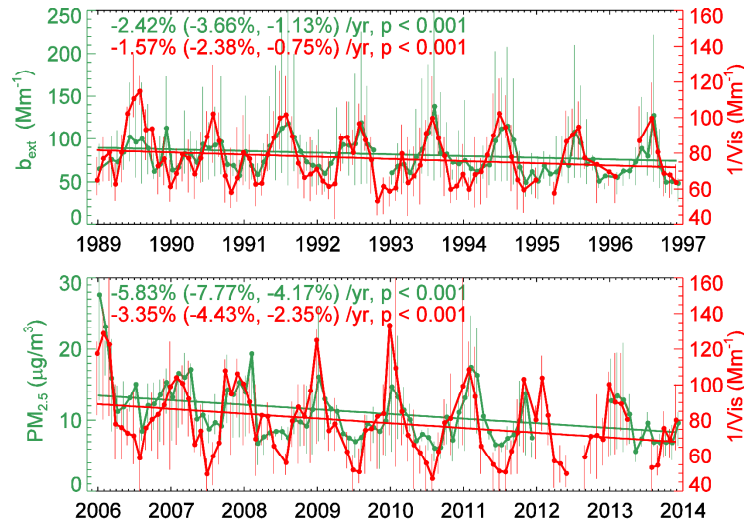 -2.42% (-3.66%, -1.13%) /yr, p < 0.001
-1.57% (-2.38%, -0.75%) /yr, p < 0.001
250
200
150
100
50
0
b_ext (Mm⁻¹)
160
140
120
100
80
60
40
1/Vis (Mm⁻¹)
1989 1990 1991 1992 1993 1994 1995 1996 1997
-5.83% (-7.77%, -4.17%) /yr, p < 0.001
-3.35% (-4.43%, -2.35%) /yr, p < 0.001
30
20
10
0
PM₂.₅ (μg/m³)
160
140
120
100
80
60
40
1/Vis (Mm⁻¹)
2006 2007 2008 2009 2010 2011 2012 2013 2014